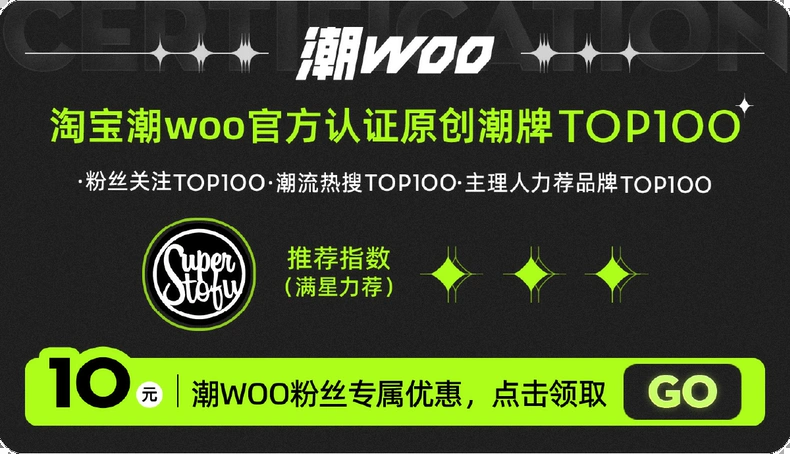 CERTIFICATION
潮WOO
淘宝潮woo官方认证原创潮牌TOP100
·粉丝关注TOP100·潮流热搜TOP100·主理人力荐品牌TOP100
Super
Stofu
推荐指数
（满星力荐）
10元
潮WOO粉丝专属优惠，点击领取
GO